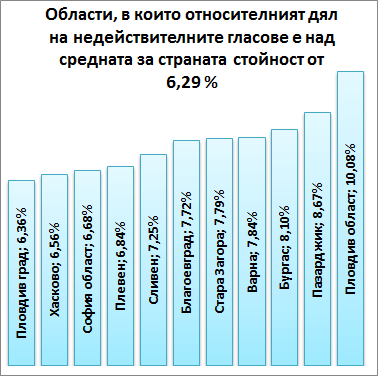 Области, в които относителният дял
на недействителните гласове е над
средната за страната стойност от
6,29 %
Пловдив град; 6,36%
Хасково; 6,56%
София област; 6,68%
Плевен; 6,84%
Сливен; 7,25%
Благоевград; 7,72%
Стара Загора; 7,79%
Варна; 7,84%
Бургас; 8,10%
Пазарджик; 8,67%
Пловдив област; 10,08%